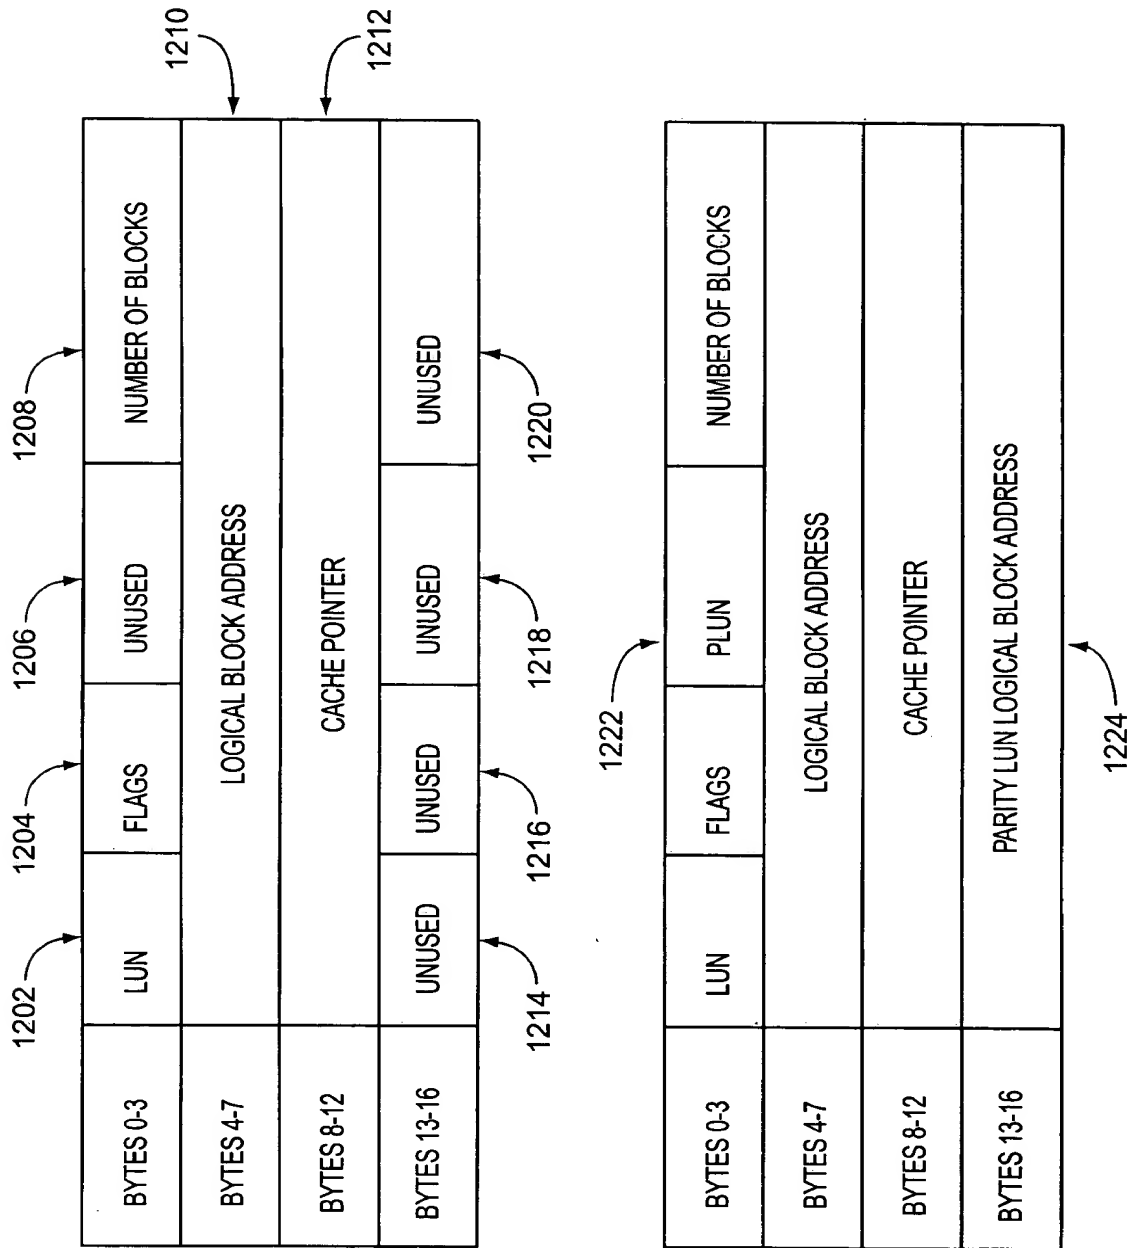 1202
1204
1206
1208
BYTES 0-3
LUN
FLAGS
UNUSED
NUMBER OF BLOCKS
BYTES 4-7
LOGICAL BLOCK ADDRESS
1210
BYTES 8-12
CACHE POINTER
1212
BYTES 13-16
UNUSED
UNUSED
UNUSED
UNUSED
1214
1216
1218
1220
1222
BYTES 0-3
LUN
FLAGS
PLUN
NUMBER OF BLOCKS
BYTES 4-7
LOGICAL BLOCK ADDRESS
BYTES 8-12
CACHE POINTER
BYTES 13-16
PARITY LUN LOGICAL BLOCK ADDRESS
1224